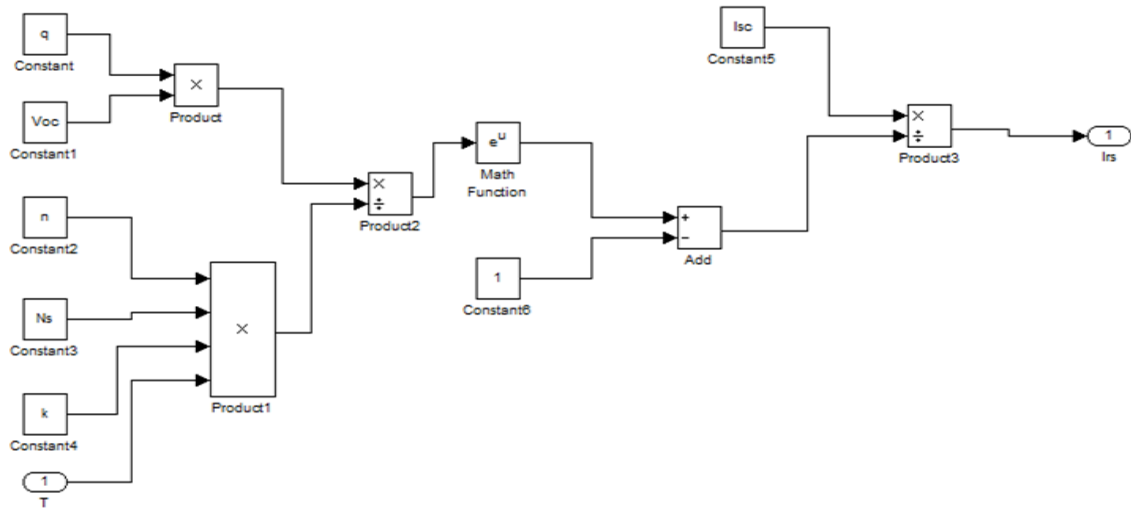 q
Constant
Voc
Constant1
×
Product
n
Constant2
Ns
Constant3
k
Constant4
1
T
×
Product1
×
÷
Product2
e^u
Math
Function
1
Constant6
+
−
Add
Isc
Constant5
×
÷
Product3
1
Irs